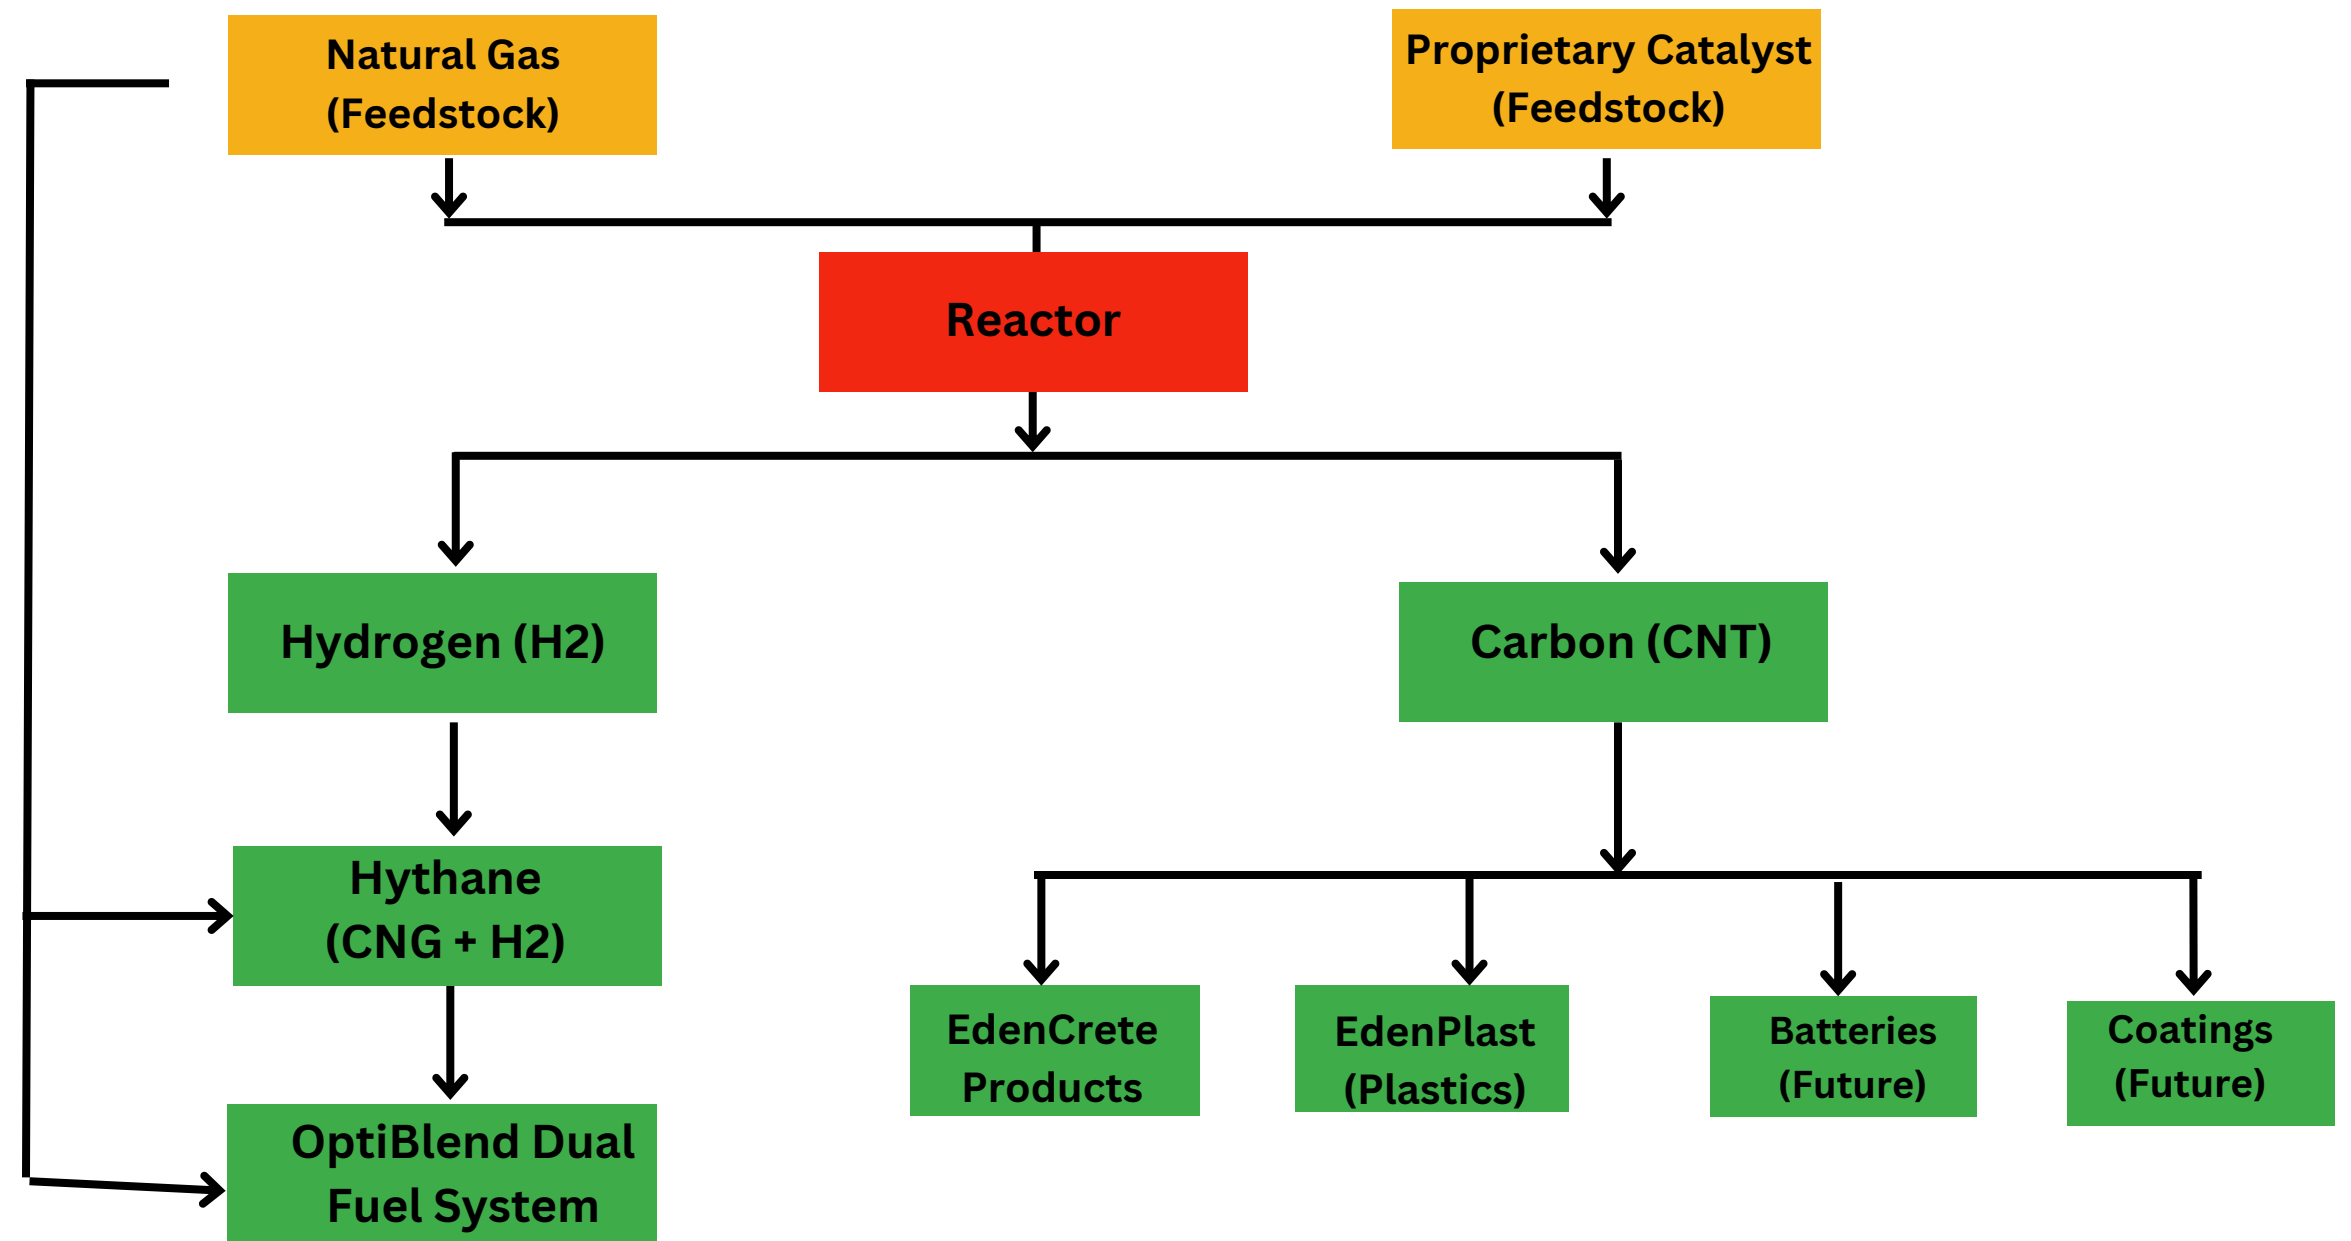 Natural Gas
(Feedstock)
Proprietary Catalyst
(Feedstock)
Reactor
Hydrogen (H2)
Carbon (CNT)
Hythane
(CNG + H2)
EdenCrete
Products
EdenPlast
(Plastics)
Batteries
(Future)
Coatings
(Future)
OptiBlend Dual
Fuel System